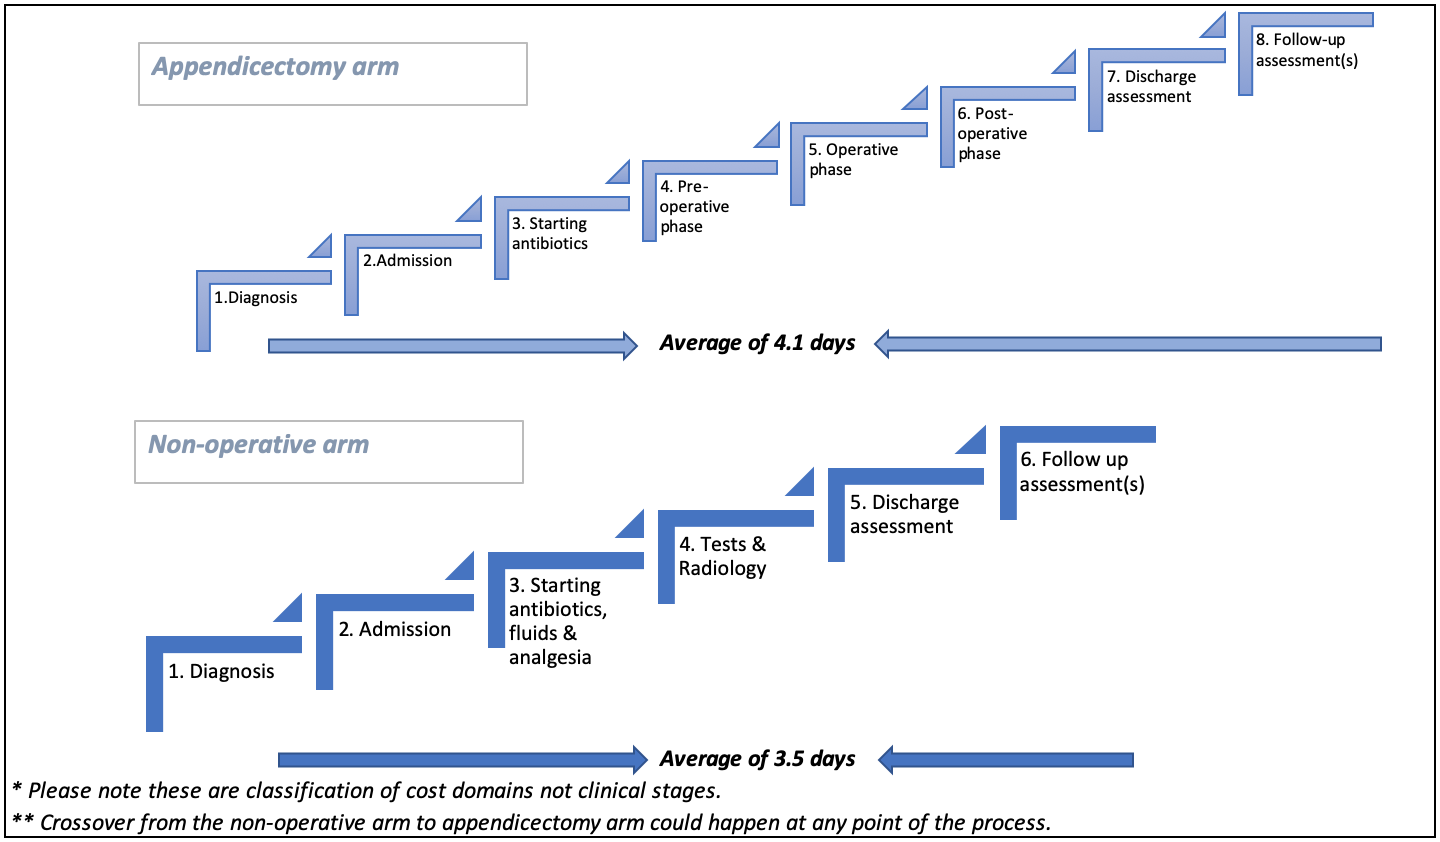 Appendicectomy arm
1.Diagnosis
2.Admission
3. Starting
antibiotics
4. Pre-
operative
phase
5. Operative
phase
6. Post-
operative
phase
7. Discharge
assessment
8. Follow-up
assessment(s)
Average of 4.1 days
Non-operative arm
1. Diagnosis
2. Admission
3. Starting
antibiotics,
fluids &
analgesia
4. Tests &
Radiology
5. Discharge
assessment
6. Follow up
assessment(s)
Average of 3.5 days
* Please note these are classification of cost domains not clinical stages.
** Crossover from the non-operative arm to appendicectomy arm could happen at any point of the process.